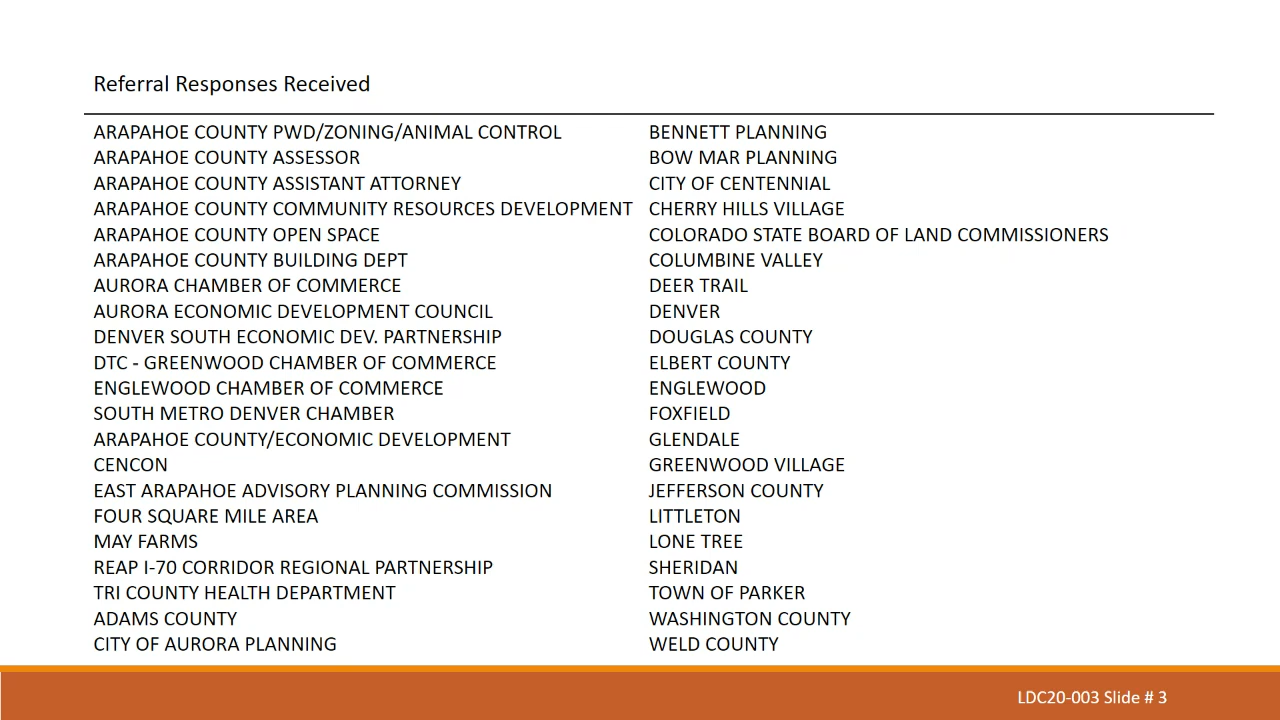 Referral Responses Received
ARAPAHOE COUNTY PWD/ZONING/ANIMAL CONTROL
ARAPAHOE COUNTY ASSESSOR
ARAPAHOE COUNTY ASSISTANT ATTORNEY
ARAPAHOE COUNTY COMMUNITY RESOURCES DEVELOPMENT
ARAPAHOE COUNTY OPEN SPACE
ARAPAHOE COUNTY BUILDING DEPT
AURORA CHAMBER OF COMMERCE
AURORA ECONOMIC DEVELOPMENT COUNCIL
DENVER SOUTH ECONOMIC DEV. PARTNERSHIP
DTC - GREENWOOD CHAMBER OF COMMERCE
ENGLEWOOD CHAMBER OF COMMERCE
SOUTH METRO DENVER CHAMBER
ARAPAHOE COUNTY/ECONOMIC DEVELOPMENT
CENCON
EAST ARAPAHOE ADVISORY PLANNING COMMISSION
FOUR SQUARE MILE AREA
MAY FARMS
REAP I-70 CORRIDOR REGIONAL PARTNERSHIP
TRI COUNTY HEALTH DEPARTMENT
ADAMS COUNTY
CITY OF AURORA PLANNING
BENNETT PLANNING
BOW MAR PLANNING
CITY OF CENTENNIAL
CHERRY HILLS VILLAGE
COLORADO STATE BOARD OF LAND COMMISSIONERS
COLUMBINE VALLEY
DEER TRAIL
DENVER
DOUGLAS COUNTY
ELBERT COUNTY
ENGLEWOOD
FOXFIELD
GLENDALE
GREENWOOD VILLAGE
JEFFERSON COUNTY
LITTLETON
LONE TREE
SHERIDAN
TOWN OF PARKER
WASHINGTON COUNTY
WELD COUNTY
LDC20-003 Slide # 3